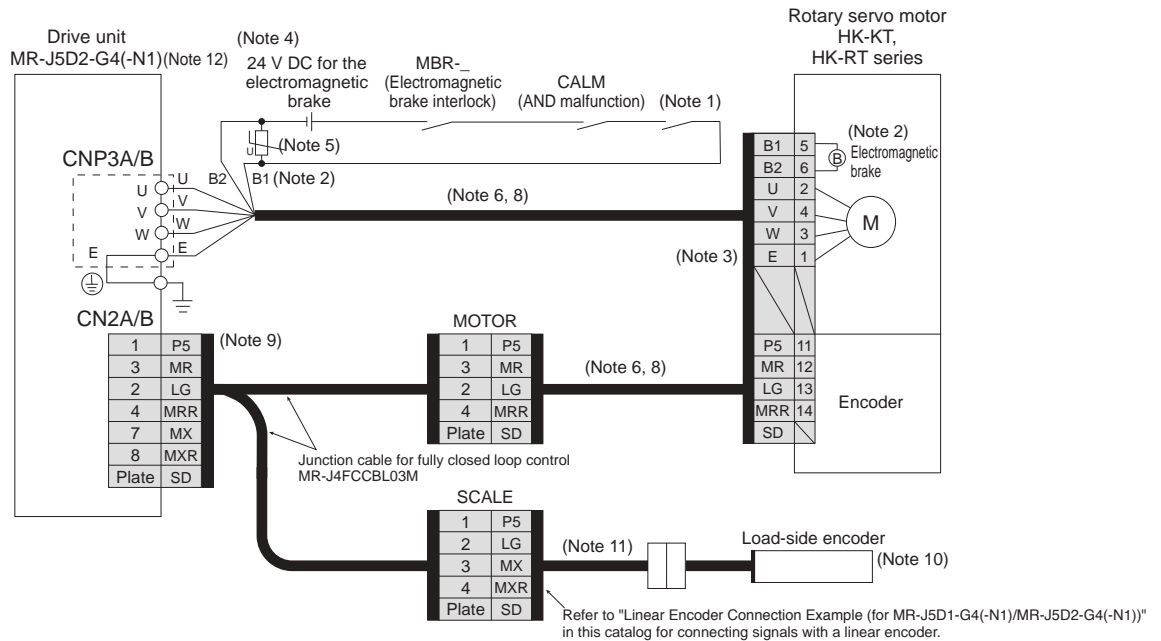 Drive unit
MR-J5D2-G4(-N1)(Note 12)
(Note 4)
24 V DC for the
electromagnetic
brake
MBR-_
(Electromagnetic
brake interlock)
CALM
(AND malfunction)
(Note 1)
Rotary servo motor
HK-KT,
HK-RT series
U
(Note 5)
CNP3A/B
U U
V V
W W
E E
B2
B1 (Note 2)
(Note 6, 8)
(Note 3)
B1 5
B2 6
U 2
V 4
W 3
E 1
(Note 2)
B Electromagnetic
brake
M
CN2A/B
1 P5
3 MR
2 LG
4 MRR
7 MX
8 MXR
Plate SD
(Note 9)
MOTOR
1 P5
3 MR
2 LG
4 MRR
Plate SD
(Note 6, 8)
P5 11
MR 12
LG 13
MRR 14
SD
Encoder
Junction cable for fully closed loop control
MR-J4FCCBL03M
SCALE
1 P5
2 LG
3 MX
4 MXR
Plate SD
(Note 11)
Load-side encoder
(Note 10)
Refer to "Linear Encoder Connection Example (for MR-J5D1-G4(-N1)/MR-J5D2-G4(-N1))"
in this catalog for connecting signals with a linear encoder.